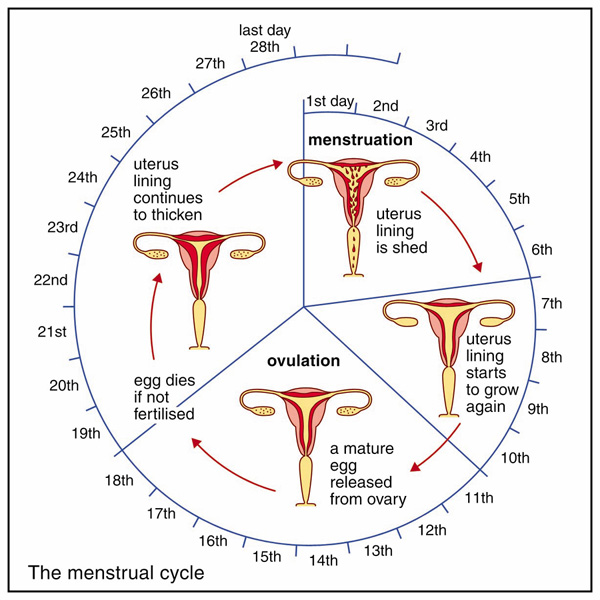 last day
28th
1st day
2nd
3rd
4th
5th
6th
7th
8th
9th
10th
11th
12th
13th
14th
15th
16th
17th
18th
19th
20th
21st
22nd
23rd
24th
25th
26th
27th
menstruation
uterus
lining
is shed
uterus
lining
starts
to grow
again
ovulation
a mature
egg
released
from ovary
egg dies
if not
fertilised
uterus
lining
continues
to thicken
The menstrual cycle